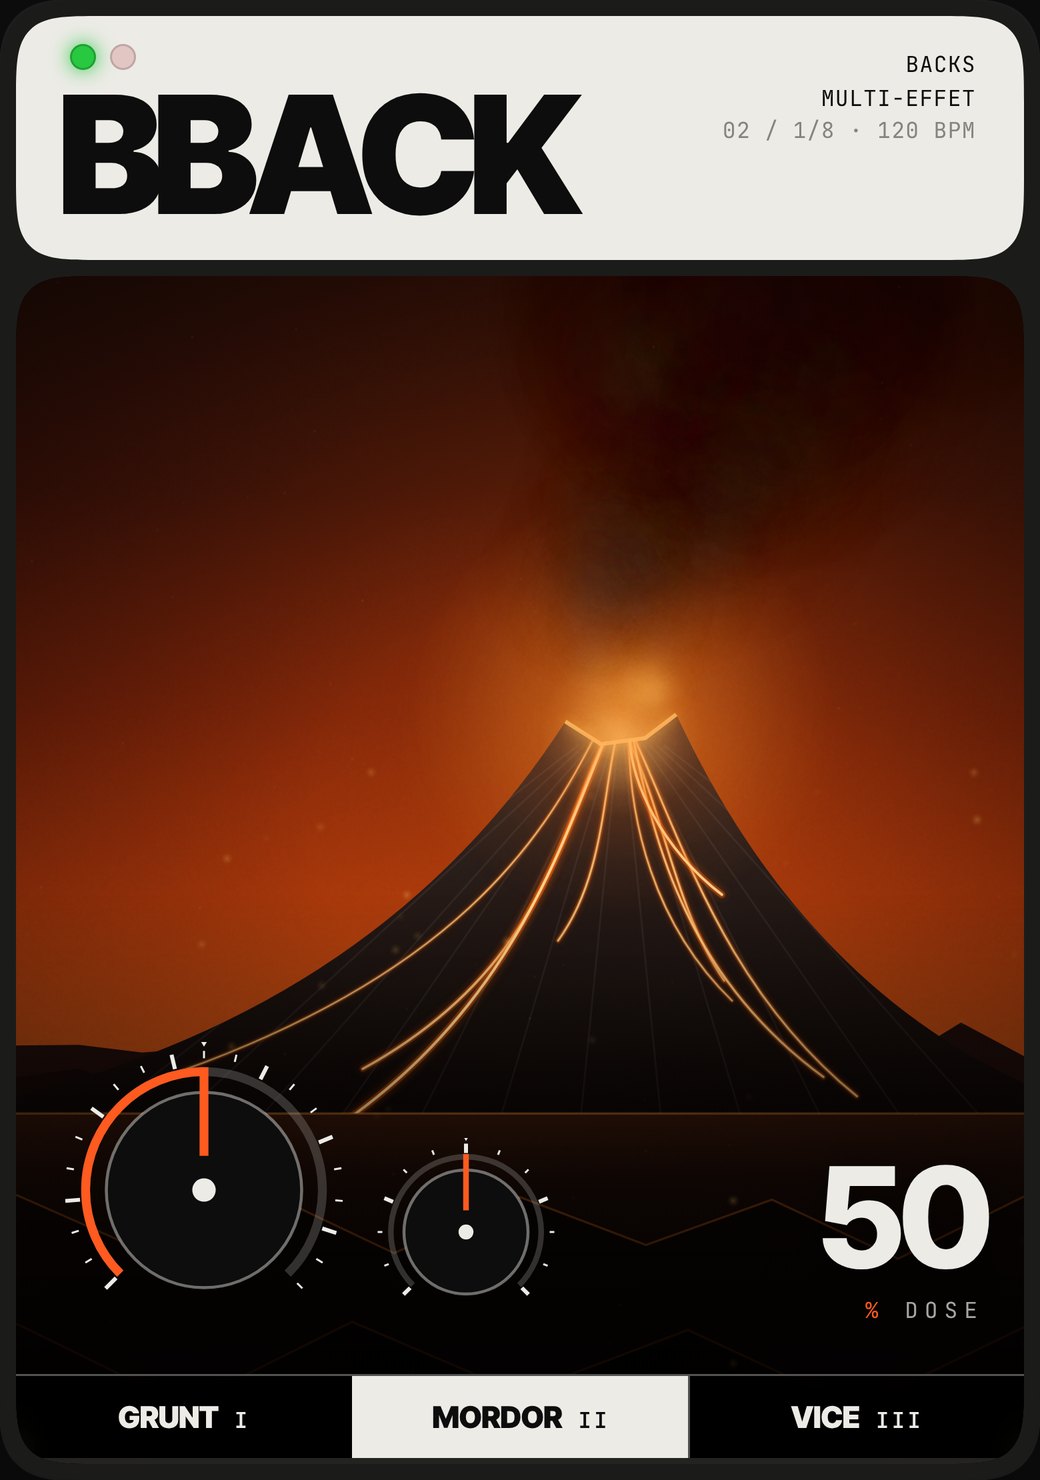 BBACK
BACKS
MULTI-EFFET
02 / 1/8 · 120 BPM
50
% DOSE
GRUNT I
MORDOR II
VICE III